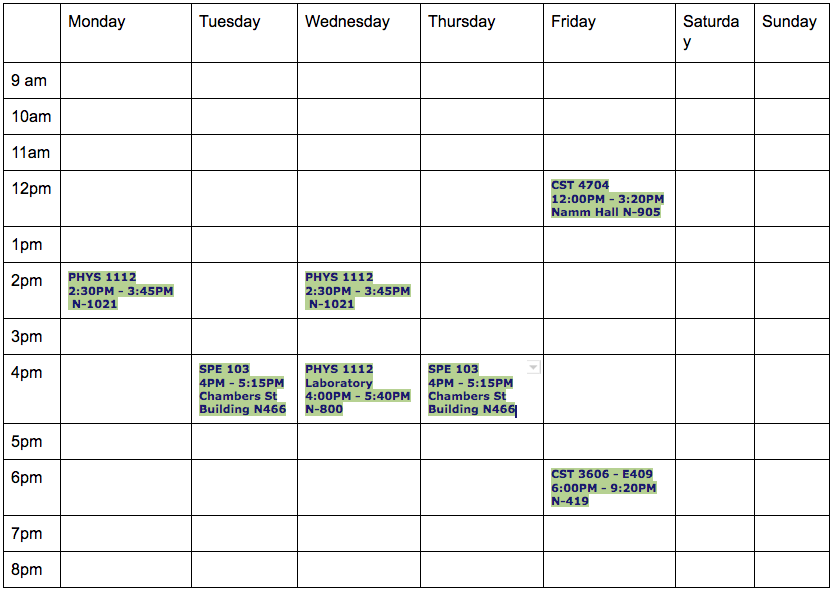 Monday Tuesday Wednesday Thursday Friday Saturda Sunday
y
9 am
10am
11am
12pm
CST 4704
12:00PM - 3:20PM
Namm Hall N-905
1pm
2pm
PHYS 1112
2:30PM - 3:45PM
N-1021
PHYS 1112
2:30PM - 3:45PM
N-1021
3pm
4pm
SPE 103
4PM - 5:15PM
Chambers St
Building N466
PHYS 1112
Laboratory
4:00PM - 5:40PM
N-800
SPE 103
4PM - 5:15PM
Chambers St
Building N466
5pm
6pm
CST 3606 - E409
6:00PM - 9:20PM
N-419
7pm
8pm